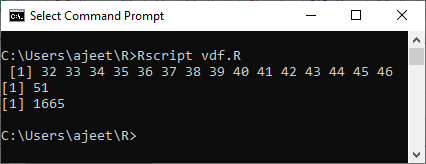 Select Command Prompt
C:\Users\ajeet\R>Rscript vdf.R
 [1] 32 33 34 35 36 37 38 39 40 41 42 43 44 45 46
[1] 51
[1] 1665
C:\Users\ajeet\R>